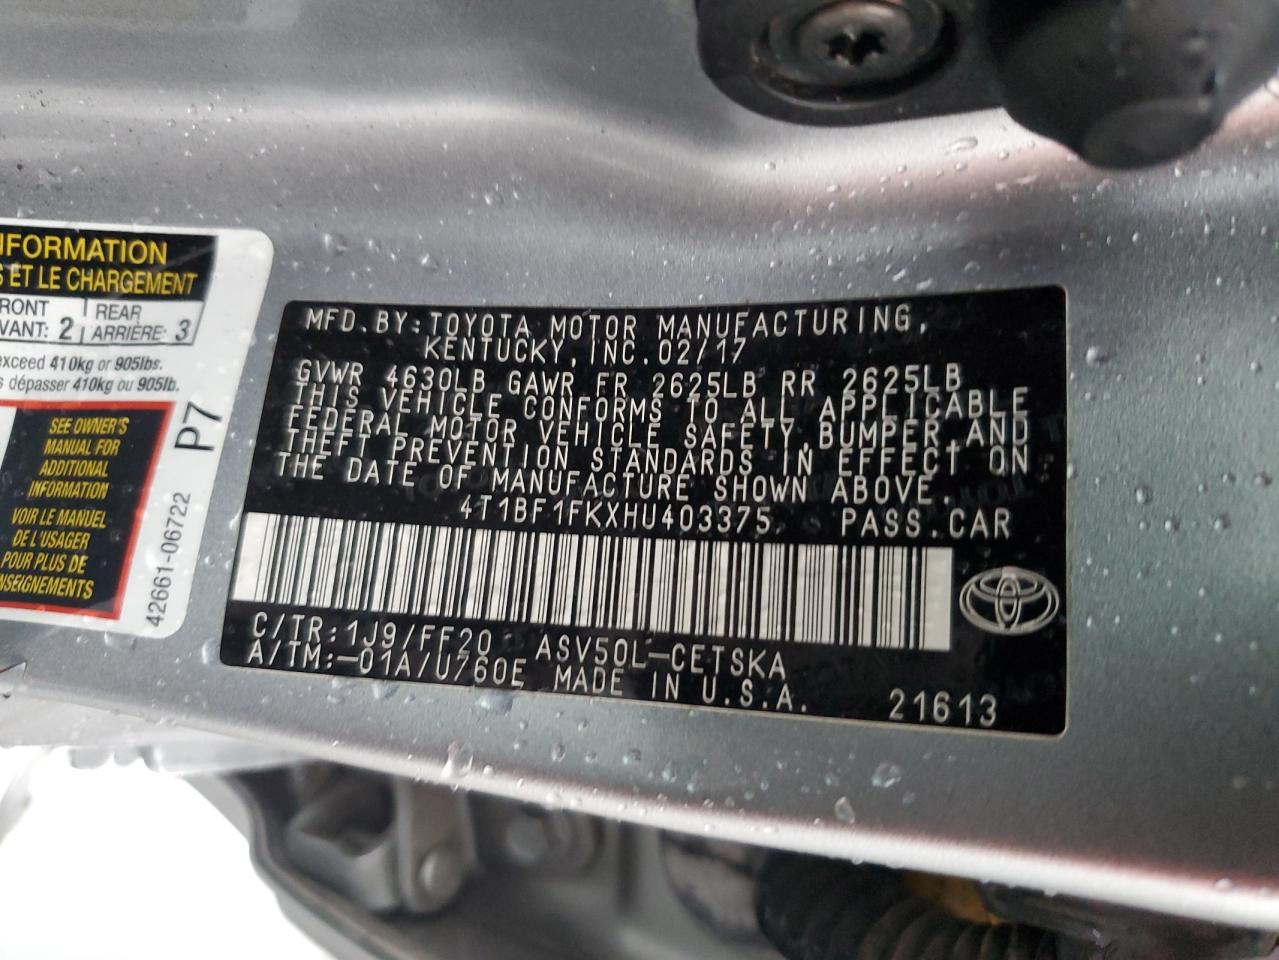 NFORMATION
S ET LE CHARGEMENT
FRONT
AVANT: 2
REAR
ARRIÈRE: 3
exceed 410kg or 905lbs.
s dépasser 410kg ou 905lb.
SEE OWNER'S
MANUAL FOR
ADDITIONAL
INFORMATION
VOIR LE MANUEL
DE L'USAGER
POUR PLUS DE
NSEIGNEMENTS
42661-06722 P7
MFD.BY:TOYOTA MOTOR MANUFACTURING,
KENTUCKY,INC.02/17
GVWR 4630LB GAWR FR 2625LB RR 2625LB
THIS VEHICLE CONFORMS TO ALL APPLICABLE
FEDERAL MOTOR VEHICLE SAFETY,BUMPER,AND
THEFT PREVENTION STANDARDS IN EFFECT ON
THE DATE OF MANUFACTURE SHOWN ABOVE.
4T1BF1FKXHU403375 PASS.CAR
C/TR:1J9/FF20 ASV50L-CETSKA
A/TM:-01A/U760E MADE IN U.S.A. 21613